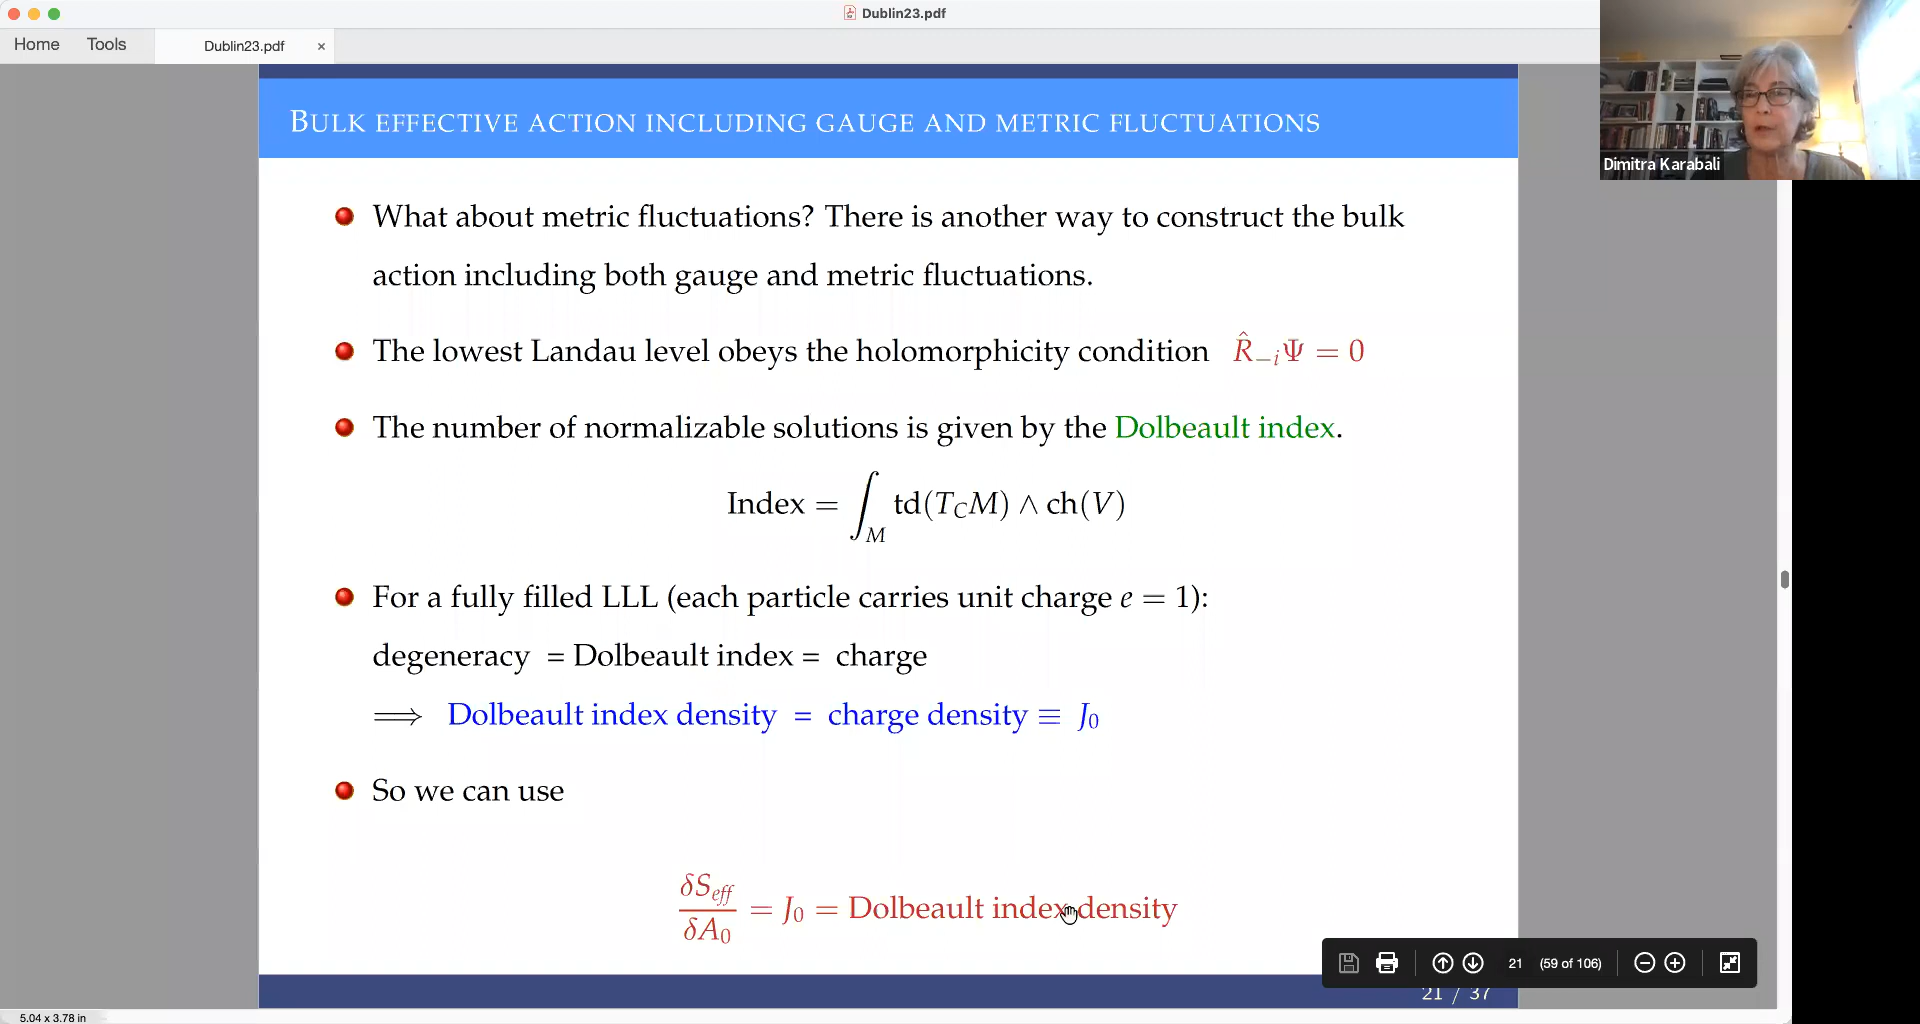 Dublin23.pdf
Home Tools Dublin23.pdf ×
BULK EFFECTIVE ACTION INCLUDING GAUGE AND METRIC FLUCTUATIONS
Dimitra Karabali
What about metric fluctuations? There is another way to construct the bulk
action including both gauge and metric fluctuations.
The lowest Landau level obeys the holomorphicity condition R̂₋ᵢΨ = 0
The number of normalizable solutions is given by the Dolbeault index.
Index = ∫_M td(T_C M) ∧ ch(V)
For a fully filled LLL (each particle carries unit charge e = 1):
degeneracy = Dolbeault index = charge
⟹ Dolbeault index density = charge density ≡ J₀
So we can use
δS_eff / δA₀ = J₀ = Dolbeault index density
21 (59 of 106)
21 / 37
5.04 x 3.78 in